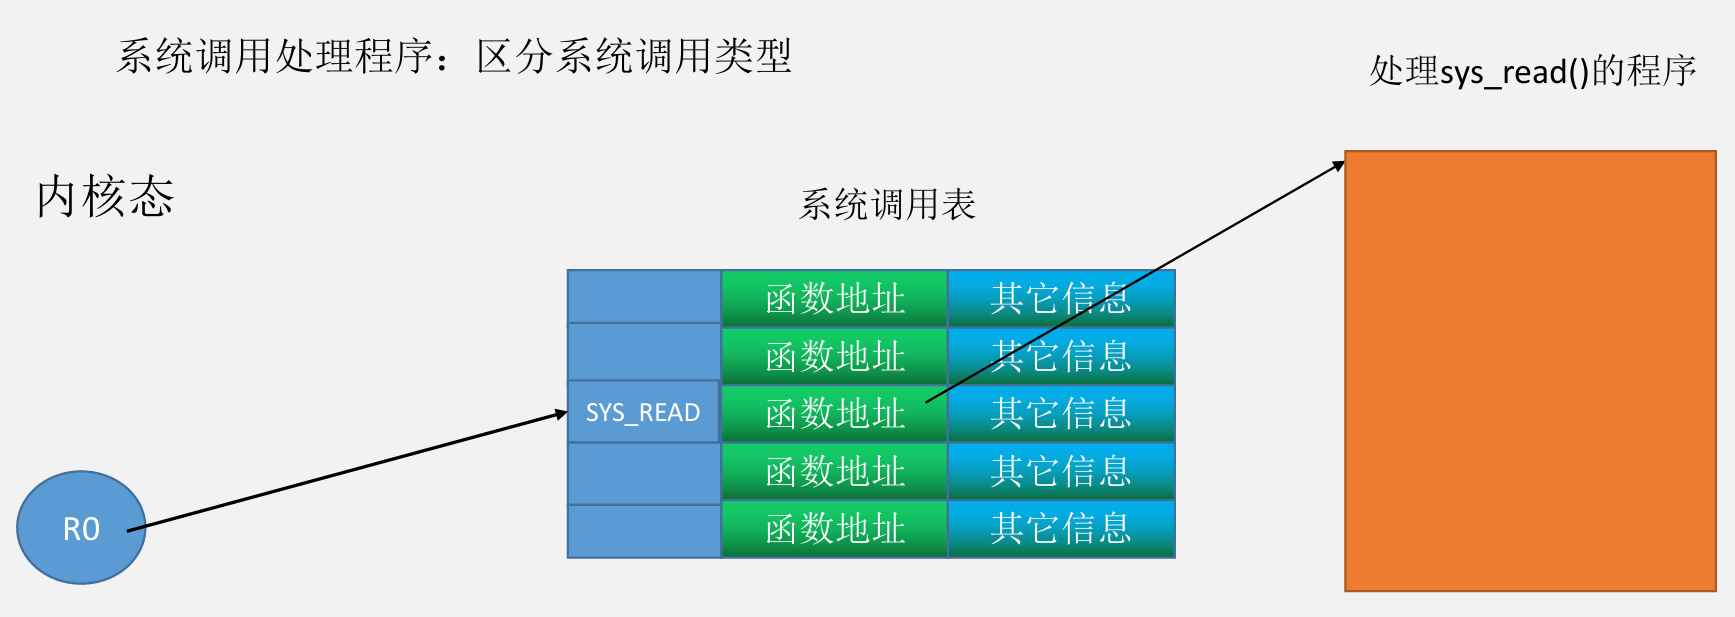 系统调用处理程序：区分系统调用类型
处理sys_read()的程序
内核态
系统调用表
函数地址 其它信息
函数地址 其它信息
SYS_READ 函数地址 其它信息
函数地址 其它信息
函数地址 其它信息
R0